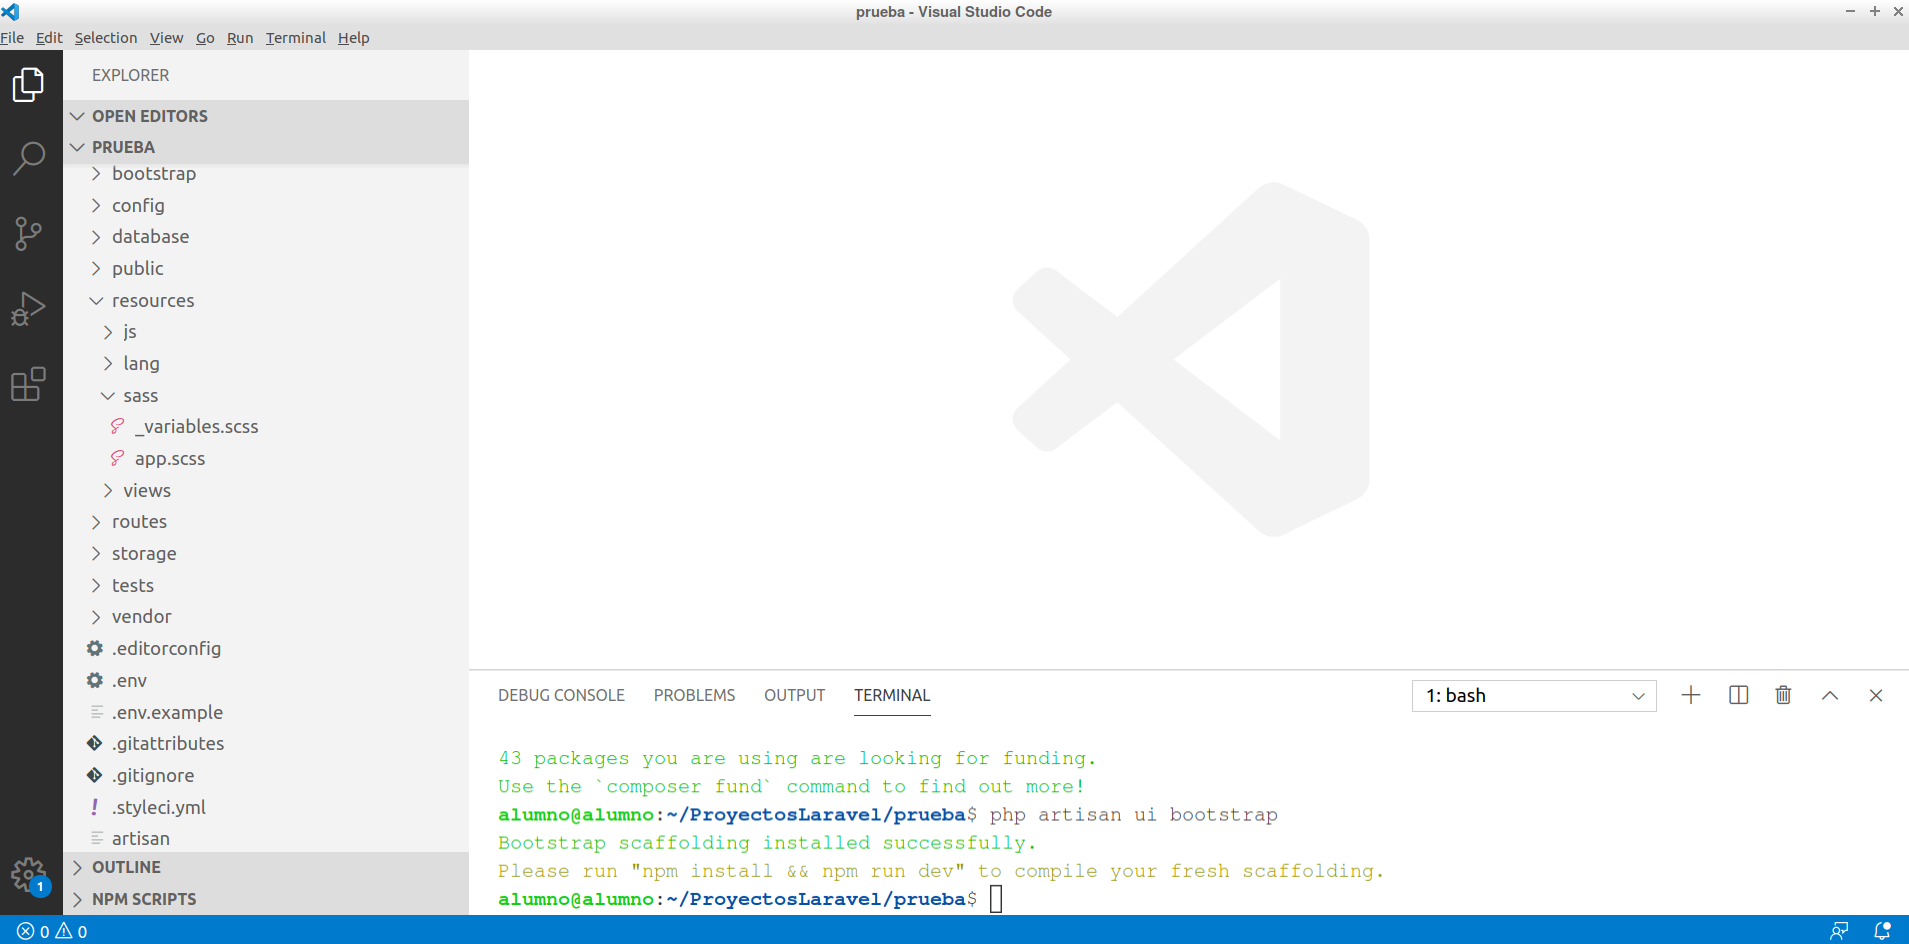 prueba - Visual Studio Code
File Edit Selection View Go Run Terminal Help
EXPLORER
OPEN EDITORS
PRUEBA
bootstrap
config
database
public
resources
js
lang
sass
_variables.scss
app.scss
views
routes
storage
tests
vendor
.editorconfig
.env
.env.example
.gitattributes
.gitignore
.styleci.yml
artisan
OUTLINE
NPM SCRIPTS
1
DEBUG CONSOLE PROBLEMS OUTPUT TERMINAL 1: bash
43 packages you are using are looking for funding.
Use the `composer fund` command to find out more!
alumno@alumno:~/ProyectosLaravel/prueba$ php artisan ui bootstrap
Bootstrap scaffolding installed successfully.
Please run "npm install && npm run dev" to compile your fresh scaffolding.
alumno@alumno:~/ProyectosLaravel/prueba$
0 0